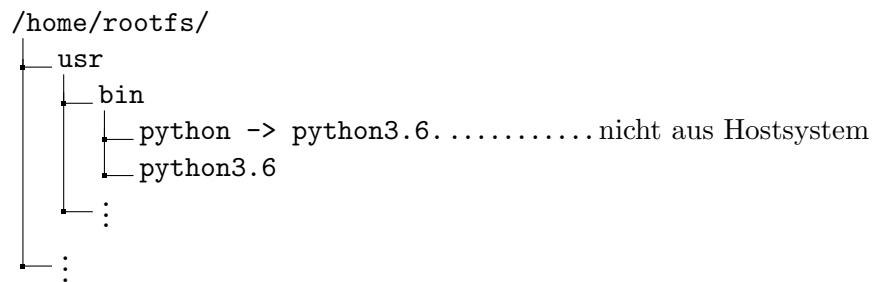 /home/rootfs/
usr
bin
python -> python3.6.............nicht aus Hostsystem
python3.6
⋮
⋮